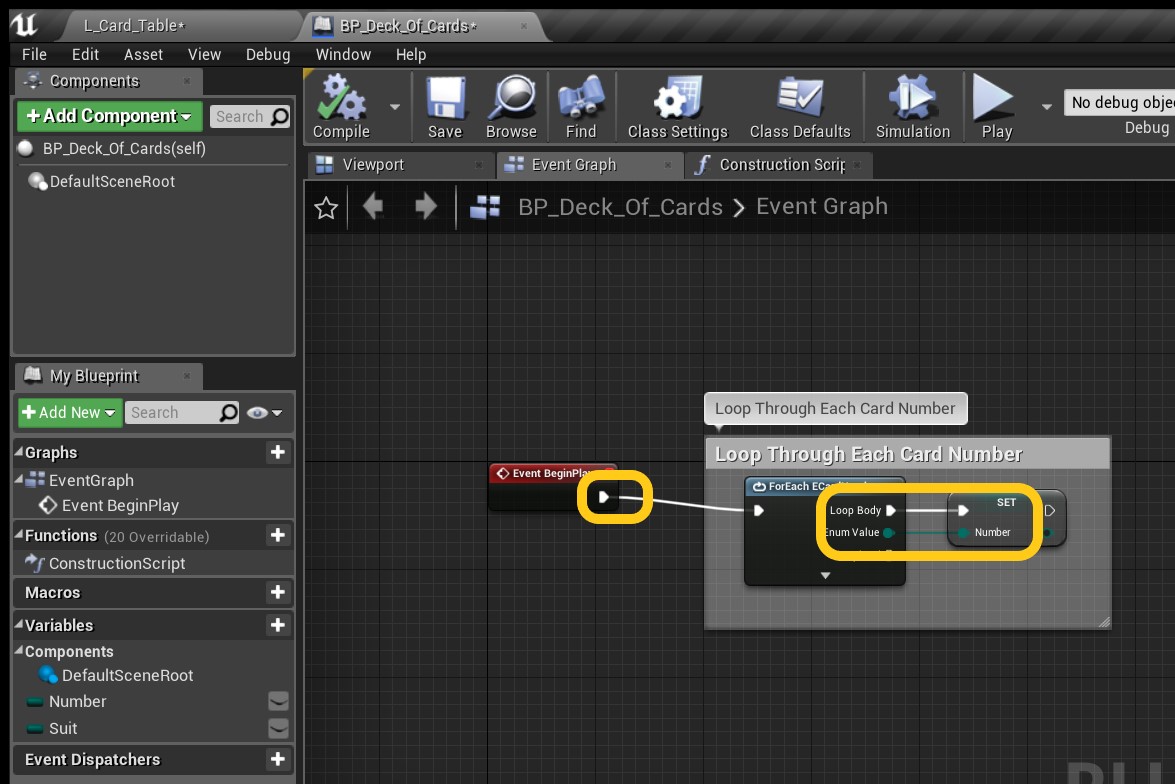 L_Card_Table*
BP_Deck_Of_Cards*
File Edit Asset View Debug Window Help
Components
+Add Component
Search
BP_Deck_Of_Cards(self)
DefaultSceneRoot
Compile
Save
Browse
Find
Class Settings
Class Defaults
Simulation
Play
No debug obje
Debug
Viewport
Event Graph
Construction Scrip
BP_Deck_Of_Cards > Event Graph
My Blueprint
+Add New
Search
Graphs
EventGraph
Event BeginPlay
Functions (20 Overridable)
ConstructionScript
Macros
Variables
Components
DefaultSceneRoot
Number
Suit
Event Dispatchers
Loop Through Each Card Number
Loop Through Each Card Number
Event BeginPlay
ForEach ECard
Loop Body
Enum Value
SET
Number